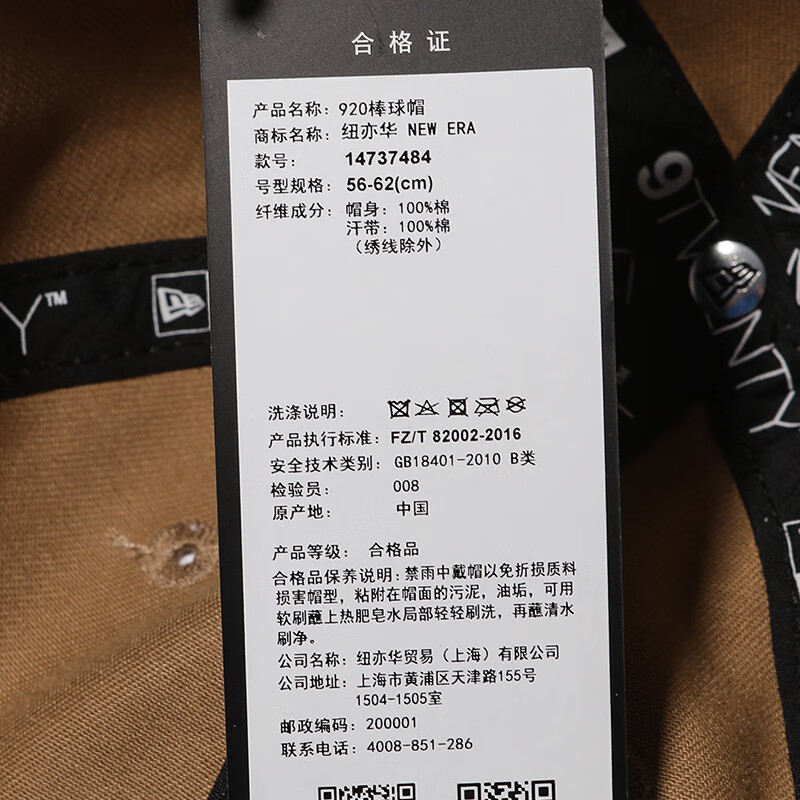 合格证
产品名称：920棒球帽
商标名称：纽亦华 NEW ERA
款号：14737484
号型规格：56-62(cm)
纤维成分：帽身：100%棉
汗带：100%棉
（绣线除外）
洗涤说明：
产品执行标准：FZ/T 82002-2016
安全技术类别：GB18401-2010 B类
检验员：008
原产地：中国
产品等级：合格品
合格品保养说明：禁雨中戴帽以免折损质料
损害帽型，粘附在帽面的污泥，油垢，可用
软刷蘸上热肥皂水局部轻轻刷洗，再蘸清水
刷净。
公司名称：纽亦华贸易（上海）有限公司
公司地址：上海市黄浦区天津路155号
1504-1505室
邮政编码：200001
联系电话：4008-851-286
Y™
9TWENTY
NEW